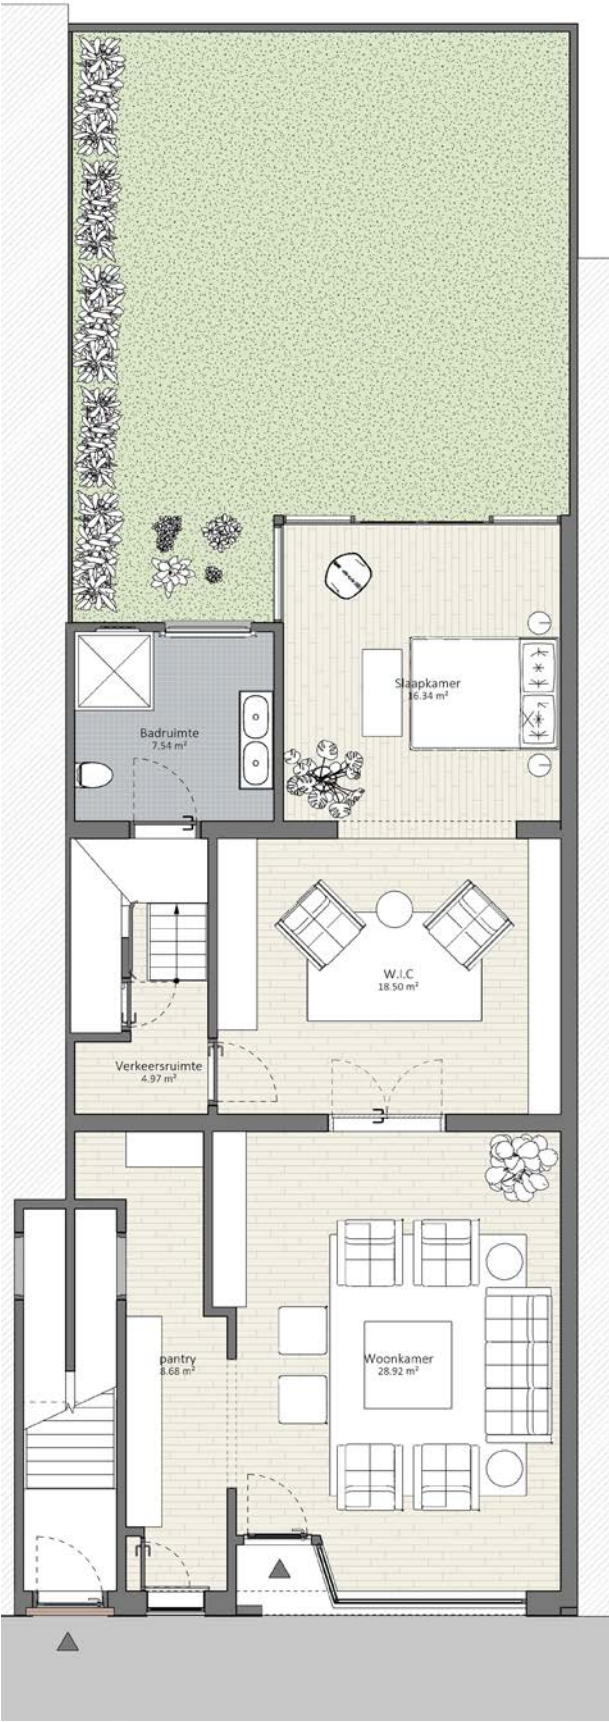 Slaapkamer
16.34 m²
Badruimte
7.54 m²
W.I.C
18.50 m²
Verkeersruimte
4.97 m²
pantry
8.68 m²
Woonkamer
28.92 m²